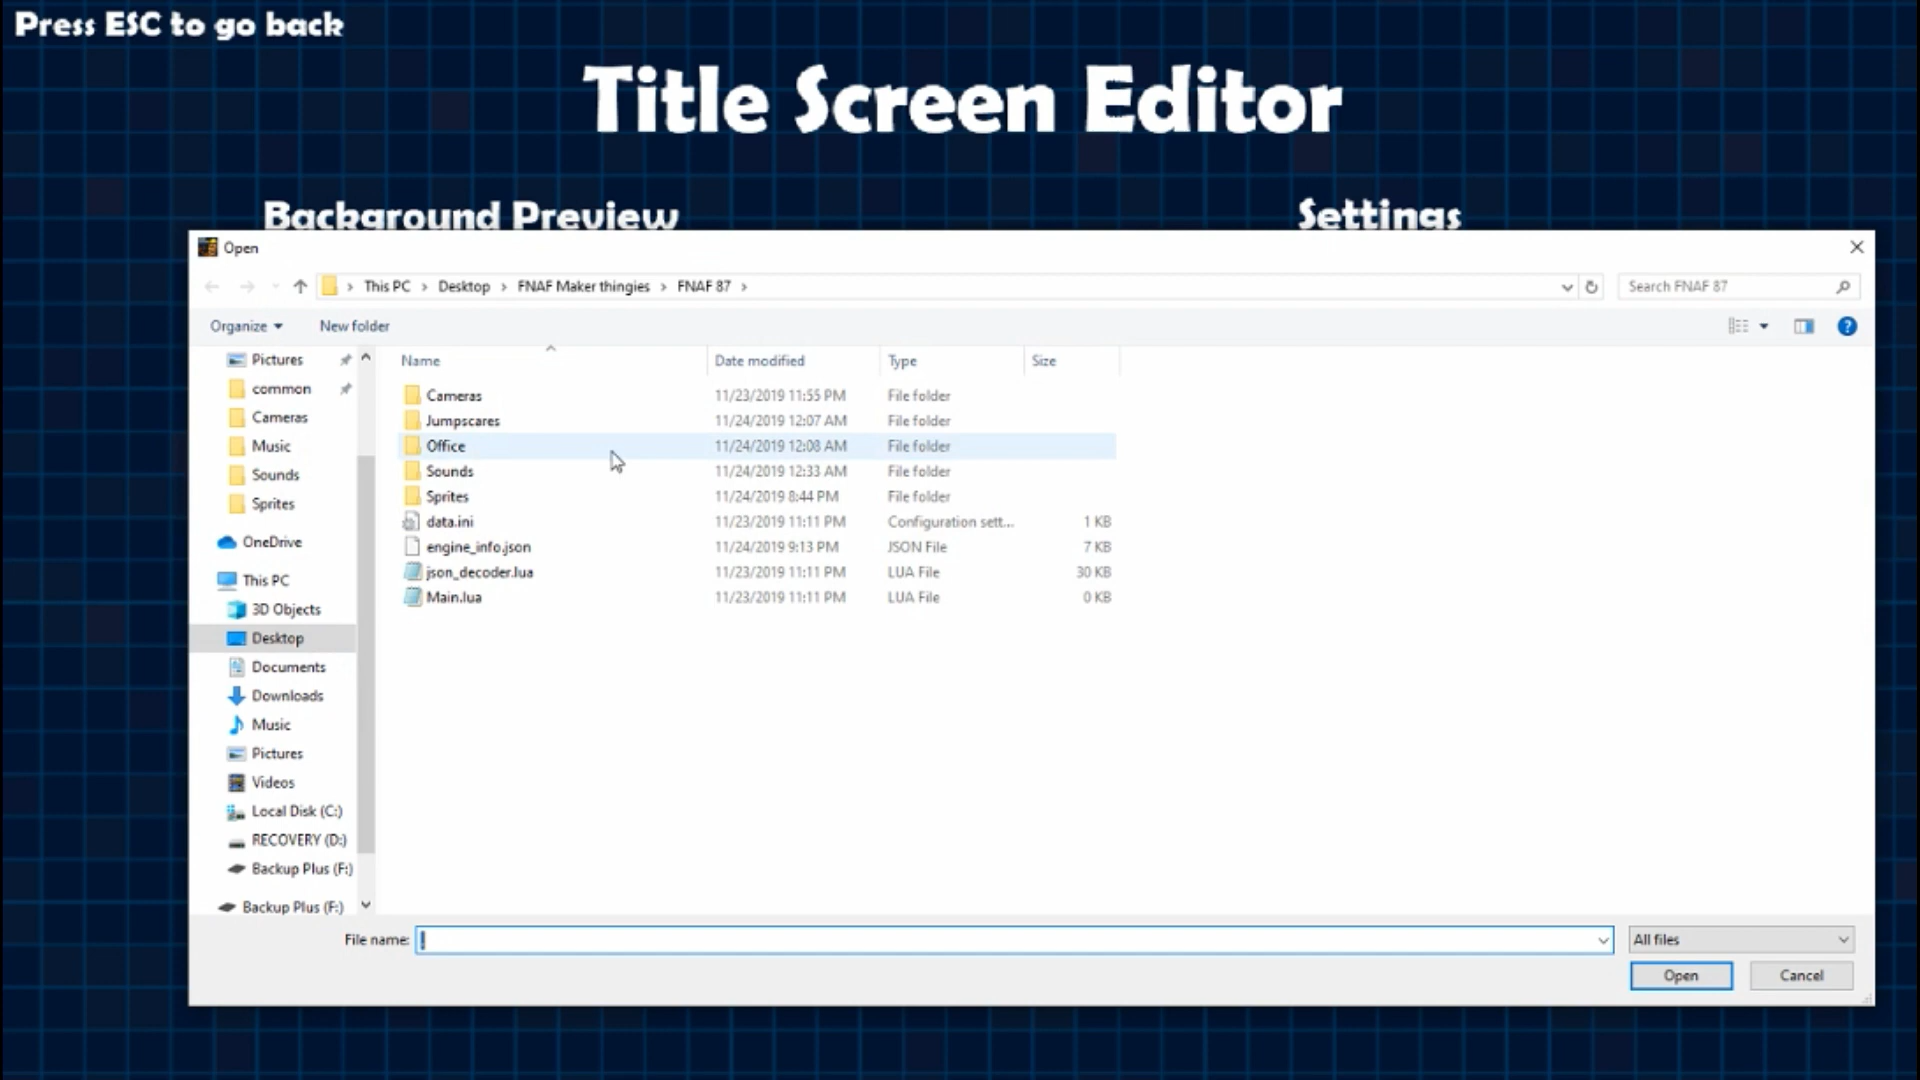 Press ESC to go back
Title Screen Editor
Background Preview
Settings
Open
This PC > Desktop > FNAF Maker thingies > FNAF 87 >
Search FNAF 87
Organize
New folder
Pictures
common
Cameras
Music
Sounds
Sprites
OneDrive
This PC
3D Objects
Desktop
Documents
Downloads
Music
Pictures
Videos
Local Disk (C:)
RECOVERY (D:)
Backup Plus (F:)
Backup Plus (F:)
Name Date modified Type Size
Cameras 11/23/2019 11:55 PM File folder
Jumpscares 11/24/2019 12:07 AM File folder
Office 11/24/2019 12:08 AM File folder
Sounds 11/24/2019 12:33 AM File folder
Sprites 11/24/2019 8:44 PM File folder
data.ini 11/23/2019 11:11 PM Configuration sett... 1 KB
engine_info.json 11/24/2019 9:13 PM JSON File 7 KB
json_decoder.lua 11/23/2019 11:11 PM LUA File 30 KB
Main.lua 11/23/2019 11:11 PM LUA File 0 KB
File name:
All files
Open
Cancel